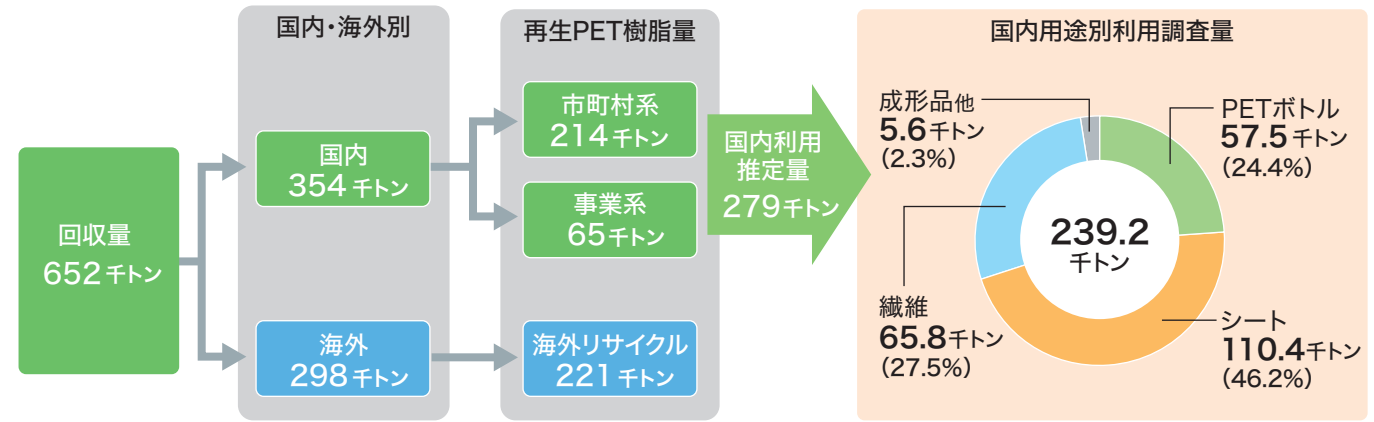 国内・海外別
再生PET樹脂量
国内用途別利用調査量
回収量
652千トン
国内
354千トン
海外
298千トン
市町村系
214千トン
事業系
65千トン
海外リサイクル
221千トン
国内利用
推定量
279千トン
成形品他
5.6千トン
(2.3%)
PETボトル
57.5千トン
(24.4%)
239.2
千トン
繊維
65.8千トン
(27.5%)
シート
110.4千トン
(46.2%)